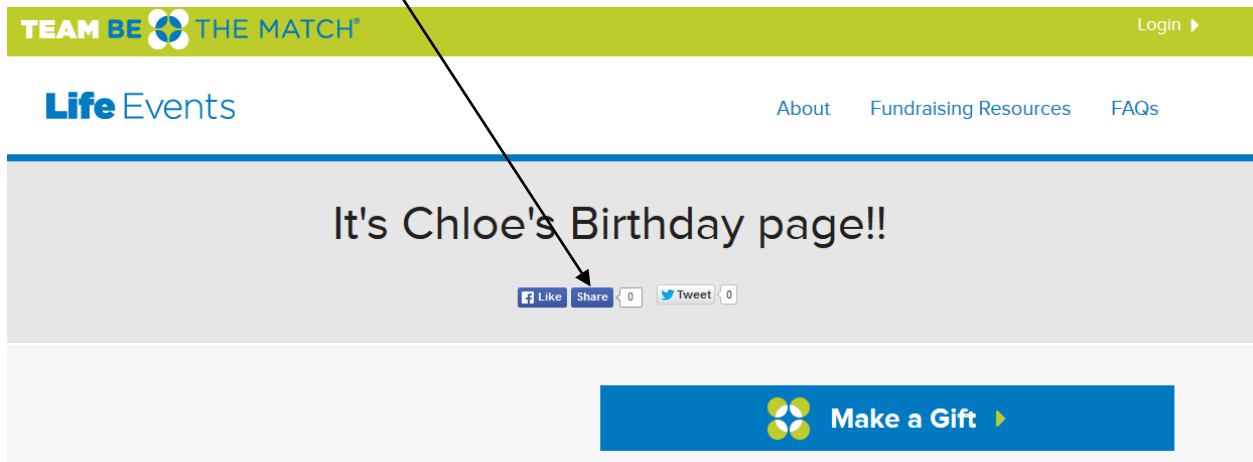 TEAM BE THE MATCH® Login
Life Events About Fundraising Resources FAQs
It's Chloe's Birthday page!!
Like Share 0 Tweet 0
Make a Gift